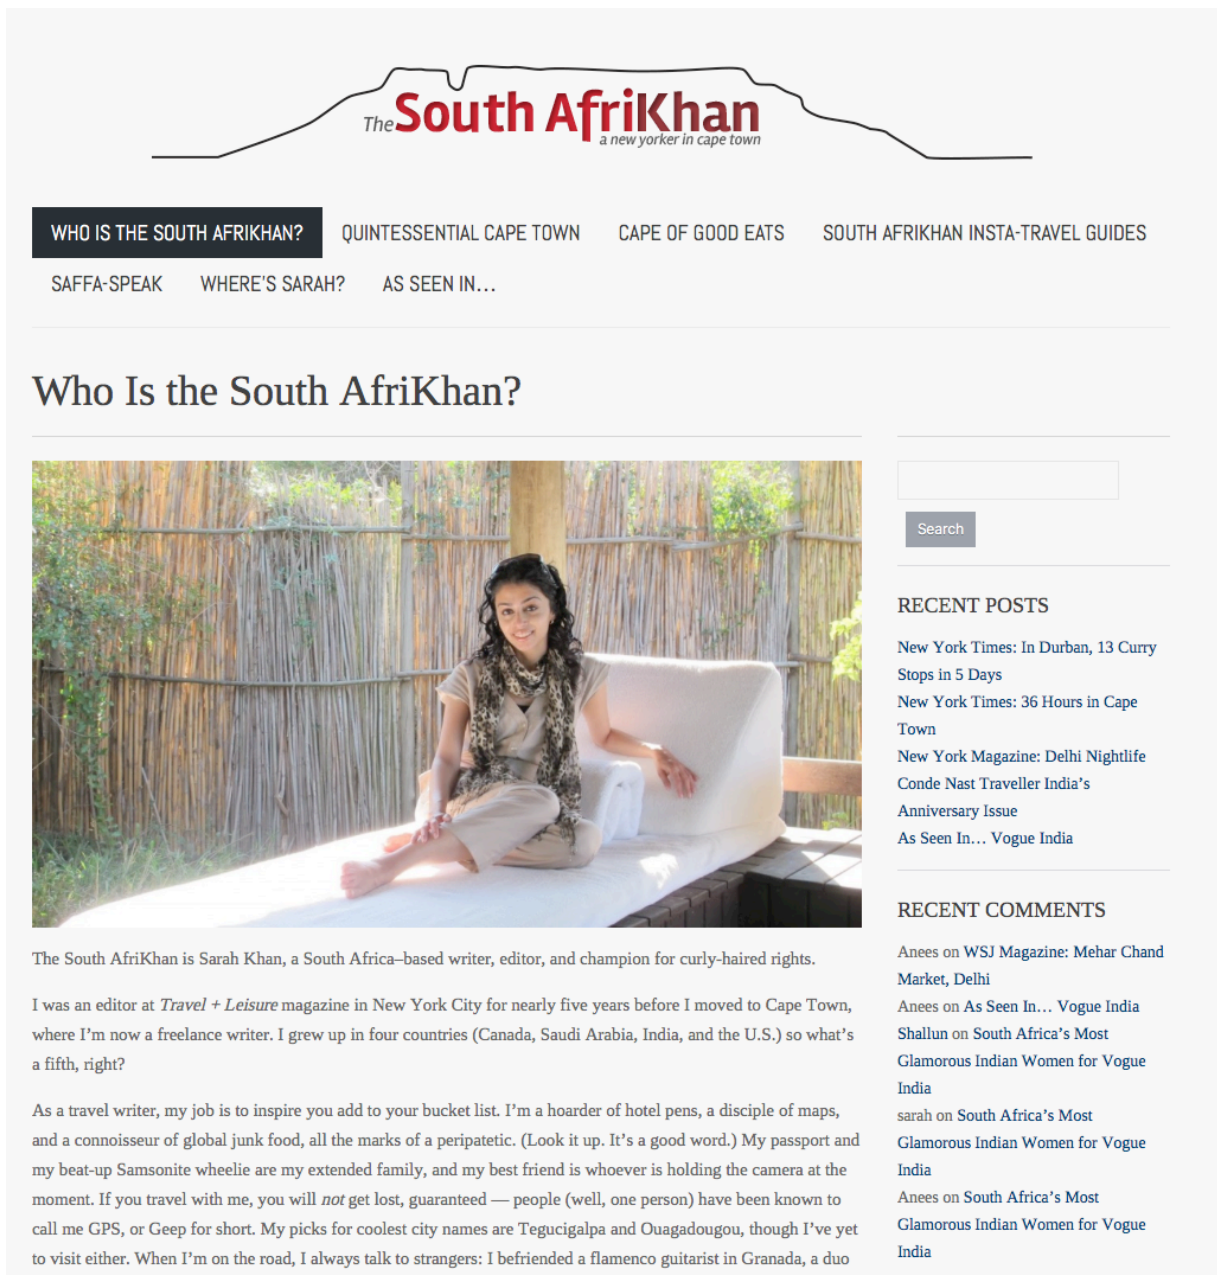 The South AfriKhan
a new yorker in cape town
WHO IS THE SOUTH AFRIKHAN? QUINTESSENTIAL CAPE TOWN CAPE OF GOOD EATS SOUTH AFRIKHAN INSTA-TRAVEL GUIDES
SAFFA-SPEAK WHERE'S SARAH? AS SEEN IN…
Who Is the South AfriKhan?
The South AfriKhan is Sarah Khan, a South Africa–based writer, editor, and champion for curly-haired rights.
I was an editor at Travel + Leisure magazine in New York City for nearly five years before I moved to Cape Town,
where I'm now a freelance writer. I grew up in four countries (Canada, Saudi Arabia, India, and the U.S.) so what's
a fifth, right?
As a travel writer, my job is to inspire you add to your bucket list. I'm a hoarder of hotel pens, a disciple of maps,
and a connoisseur of global junk food, all the marks of a peripatetic. (Look it up. It's a good word.) My passport and
my beat-up Samsonite wheelie are my extended family, and my best friend is whoever is holding the camera at the
moment. If you travel with me, you will not get lost, guaranteed — people (well, one person) have been known to
call me GPS, or Geep for short. My picks for coolest city names are Tegucigalpa and Ouagadougou, though I've yet
to visit either. When I'm on the road, I always talk to strangers: I befriended a flamenco guitarist in Granada, a duo
Search
RECENT POSTS
New York Times: In Durban, 13 Curry
Stops in 5 Days
New York Times: 36 Hours in Cape
Town
New York Magazine: Delhi Nightlife
Conde Nast Traveller India's
Anniversary Issue
As Seen In… Vogue India
RECENT COMMENTS
Anees on WSJ Magazine: Mehar Chand
Market, Delhi
Anees on As Seen In… Vogue India
Shallun on South Africa's Most
Glamorous Indian Women for Vogue
India
sarah on South Africa's Most
Glamorous Indian Women for Vogue
India
Anees on South Africa's Most
Glamorous Indian Women for Vogue
India